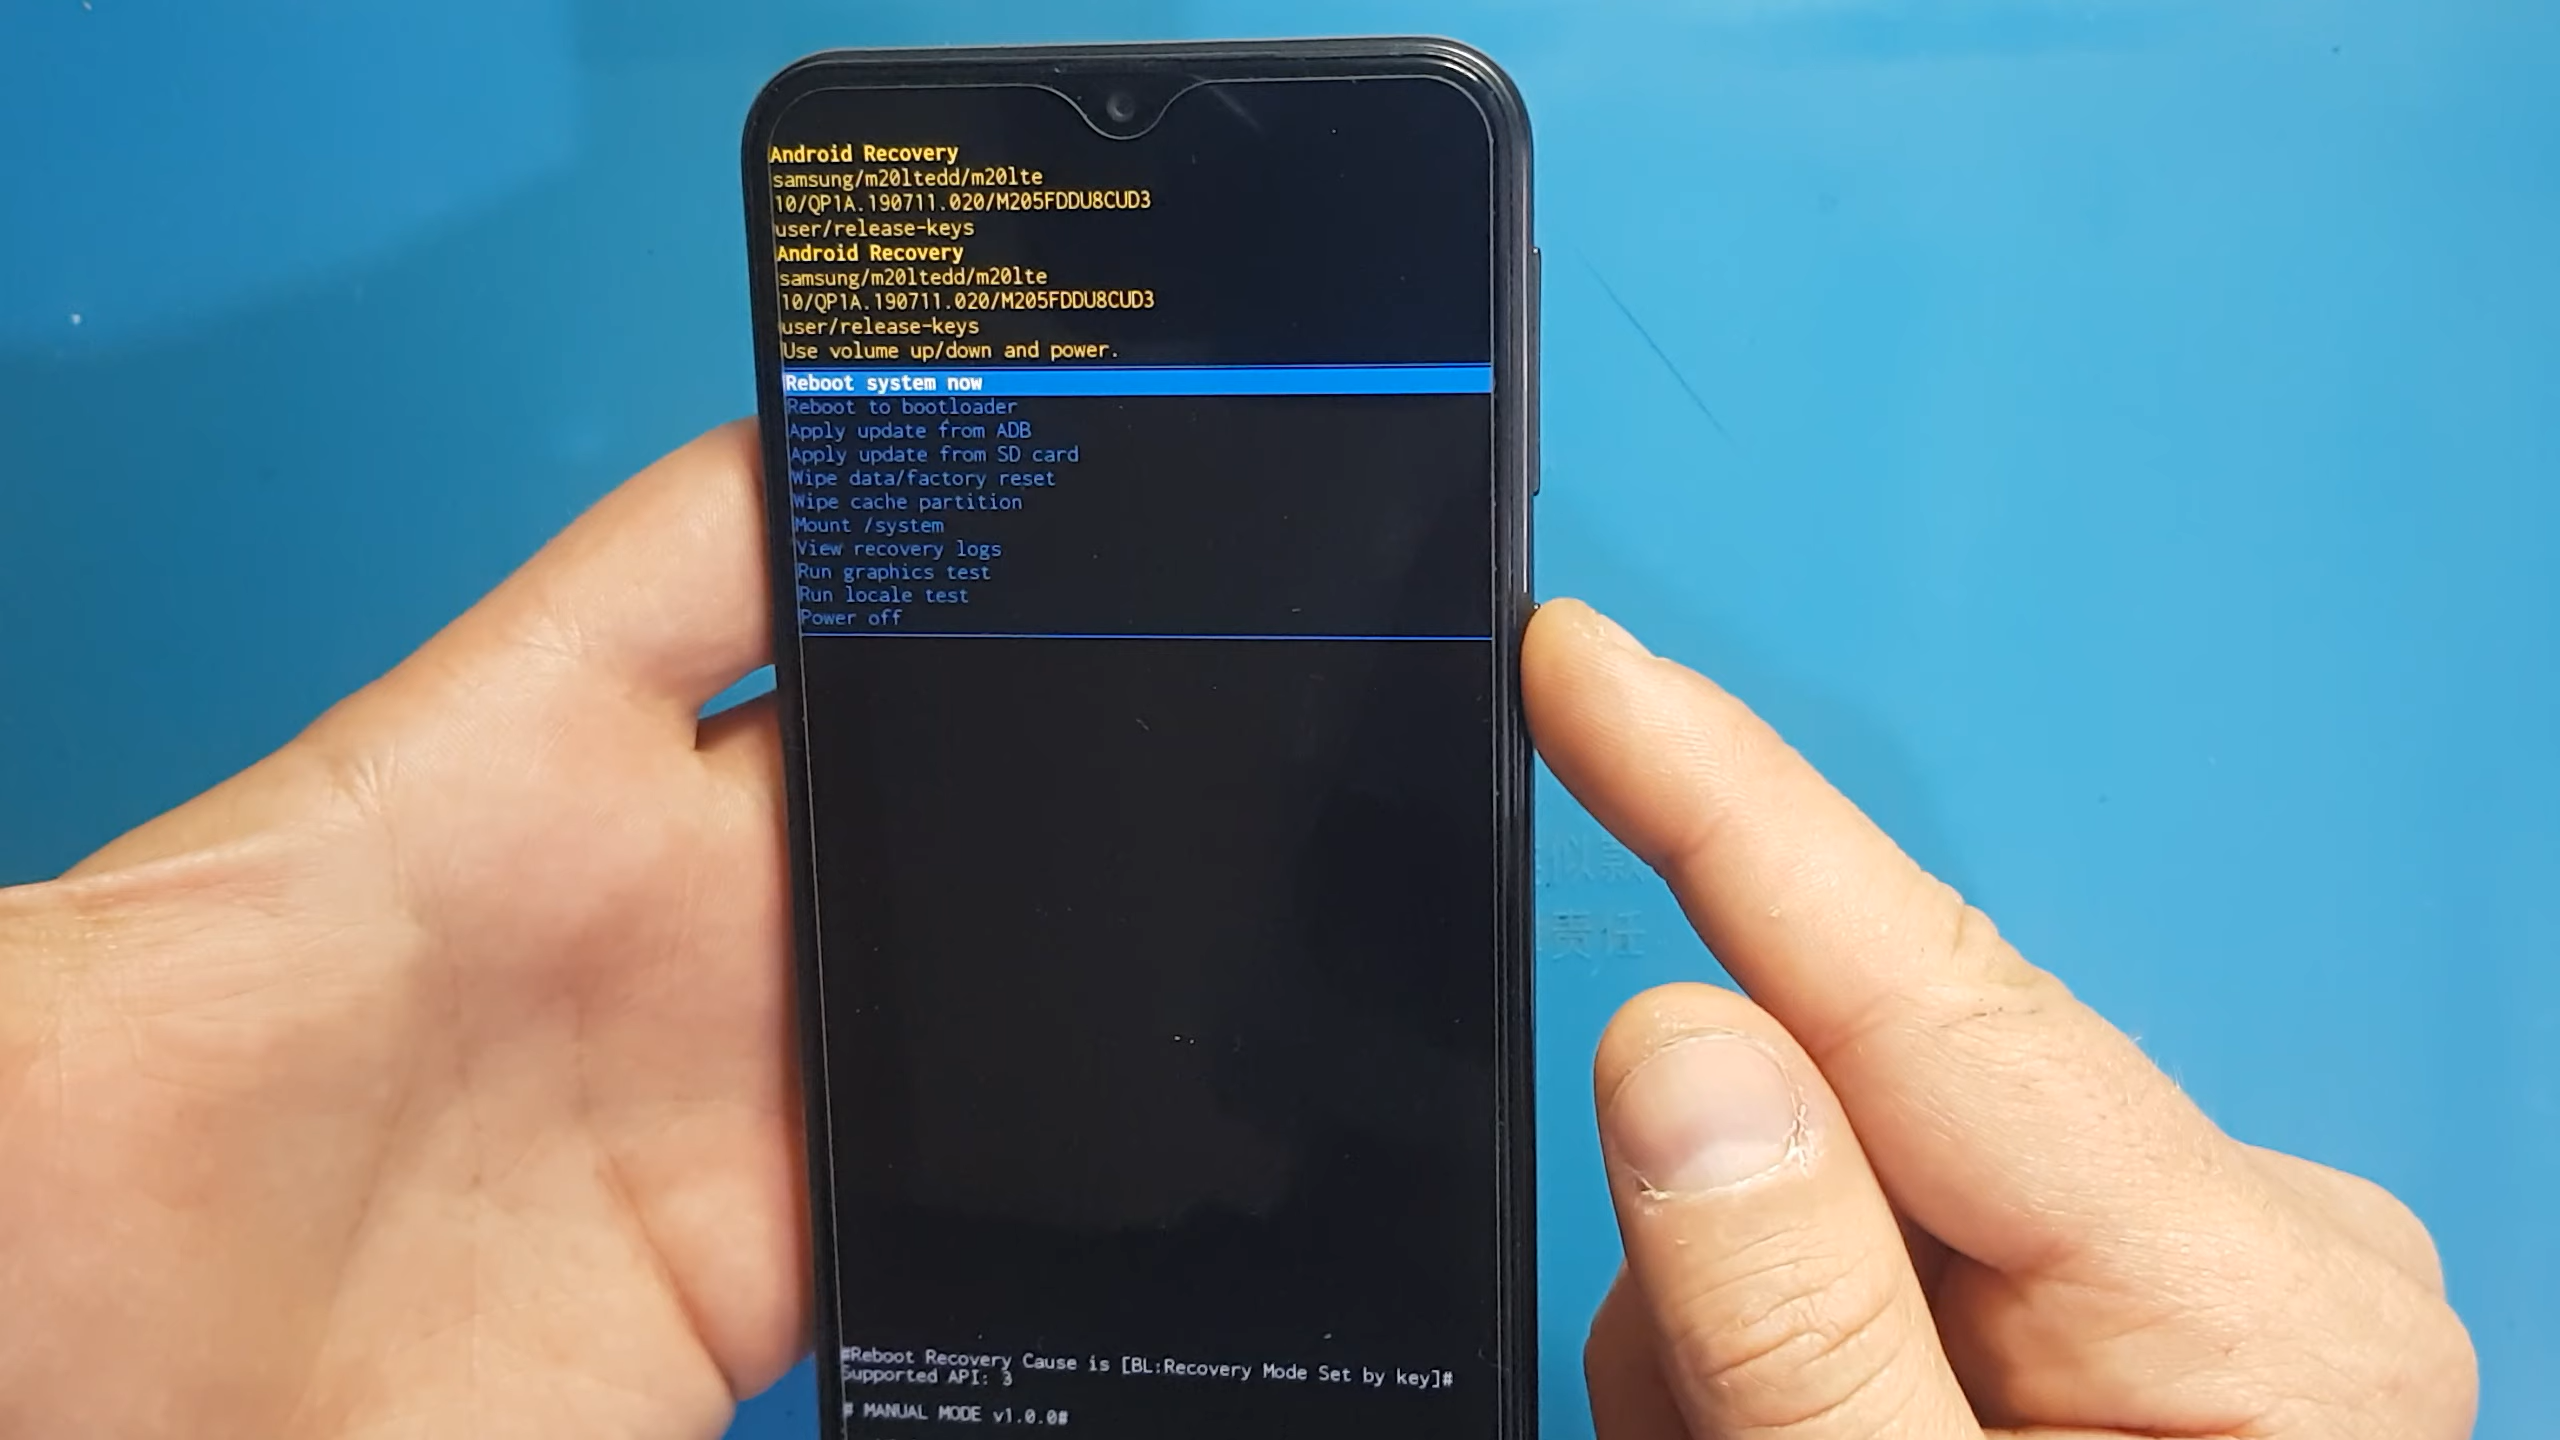 Android Recovery
samsung/m20ltedd/m20lte
10/QP1A.190711.020/M205FDDU8CUD3
user/release-keys
Android Recovery
samsung/m20ltedd/m20lte
10/QP1A.190711.020/M205FDDU8CUD3
user/release-keys
Use volume up/down and power.
Reboot system now
Reboot to bootloader
Apply update from ADB
Apply update from SD card
Wipe data/factory reset
Wipe cache partition
Mount /system
View recovery logs
Run graphics test
Run locale test
Power off
似款
责任
#Reboot Recovery Cause is [BL:Recovery Mode Set by key]#
Supported API: 3
# MANUAL MODE v1.0.0#